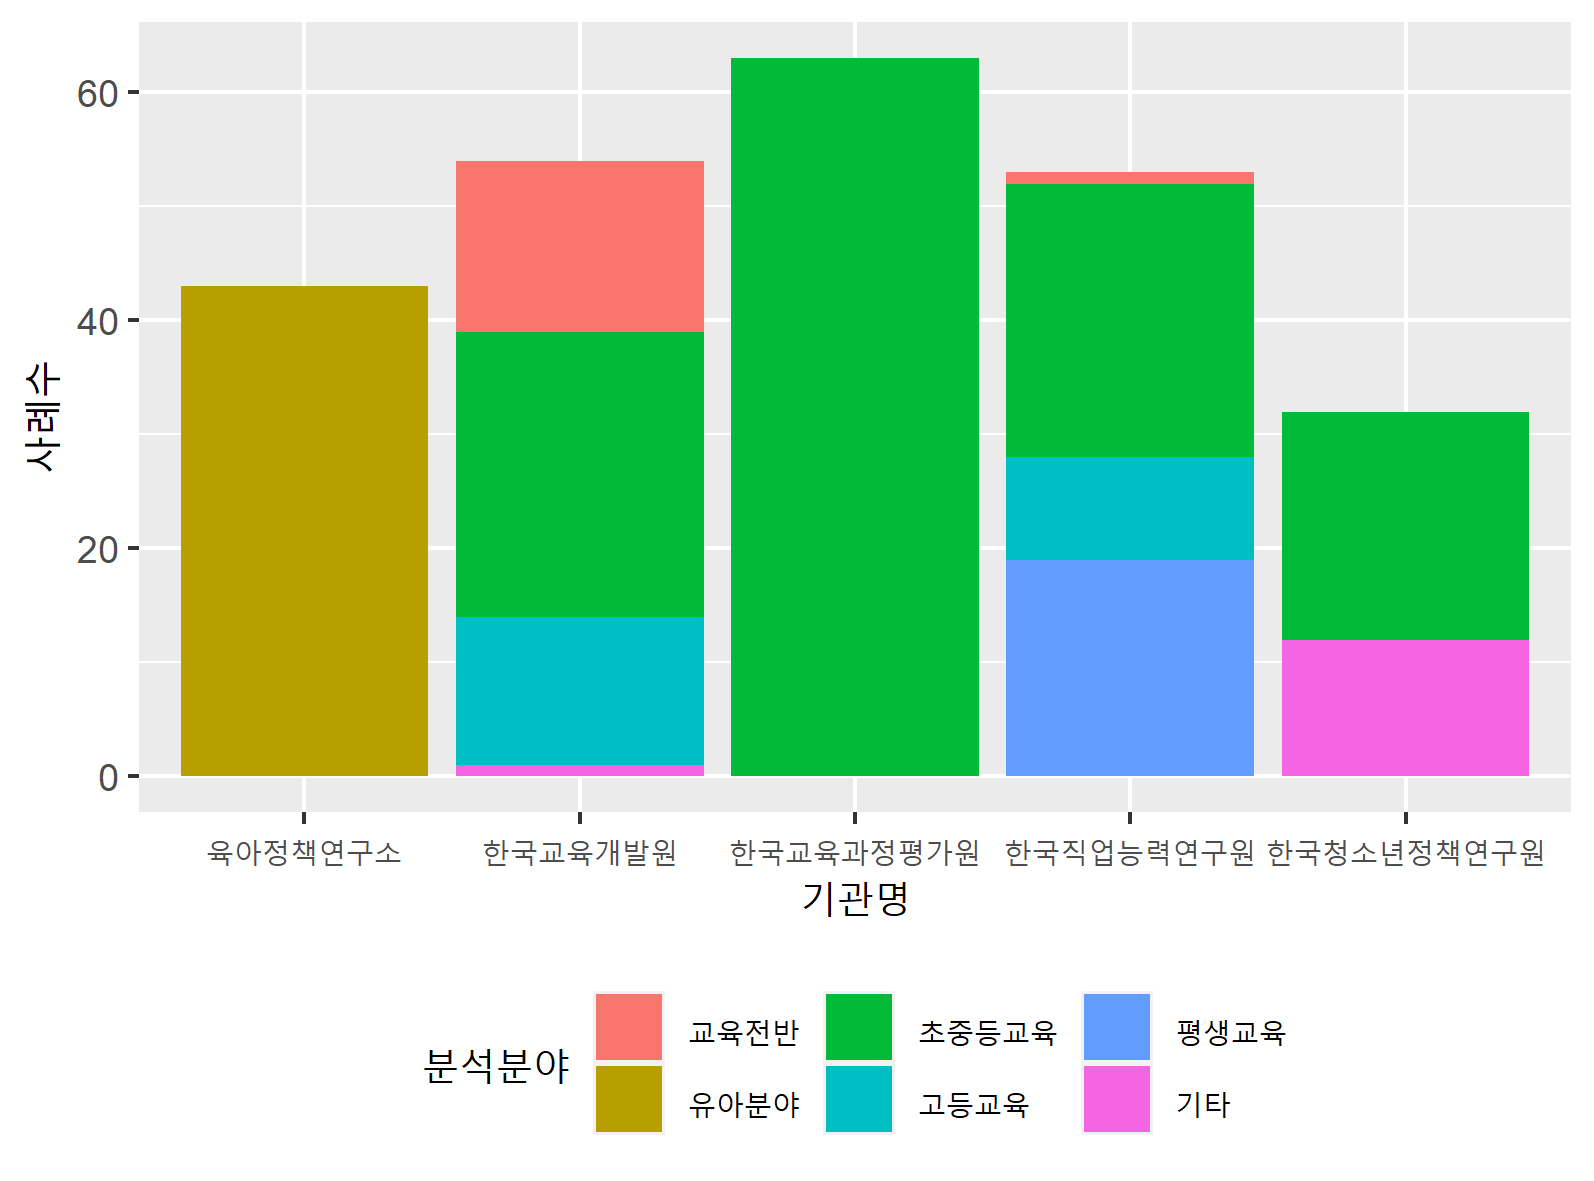 60
40
20
0
사례수
육아정책연구소 한국교육개발원 한국교육과정평가원 한국직업능력연구원 한국청소년정책연구원
기관명
분석분야
교육전반 초중등교육 평생교육
유아분야 고등교육 기타